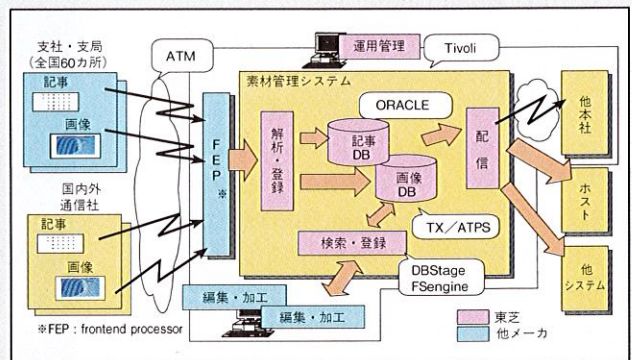 支社・支局
(全国60カ所)
記事
画像
国内外
通信社
記事
画像
※FEP：frontend processor
ATM
FEP※
運用管理
Tivoli
素材管理システム
解析・登録
ORACLE
記事
DB
画像
DB
配信
TX／ATPS
検索・登録
DBStage
FSengine
編集・加工
編集・加工
他本社
ホスト
他
システム
東芝
他メーカ